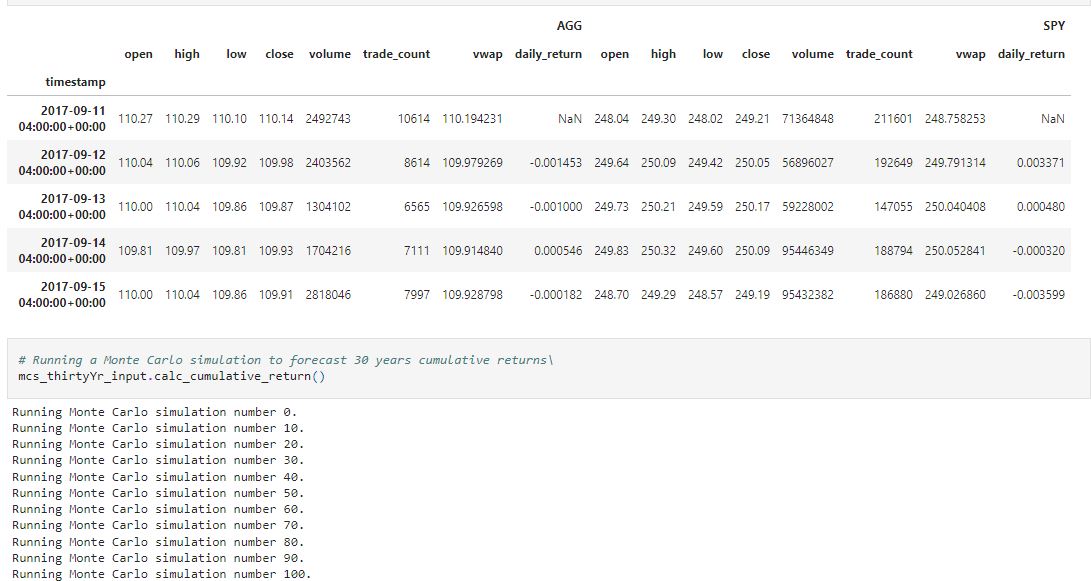 AGG SPY
open high low close volume trade_count vwap daily_return open high low close volume trade_count vwap daily_return
timestamp
2017-09-11 04:00:00+00:00 110.27 110.29 110.10 110.14 2492743 10614 110.194231 NaN 248.04 249.30 248.02 249.21 71364848 211601 248.758253 NaN
2017-09-12 04:00:00+00:00 110.04 110.06 109.92 109.98 2403562 8614 109.979269 -0.001453 249.64 250.09 249.42 250.05 56896027 192649 249.791314 0.003371
2017-09-13 04:00:00+00:00 110.00 110.04 109.86 109.87 1304102 6565 109.926598 -0.001000 249.73 250.21 249.59 250.17 59228002 147055 250.040408 0.000480
2017-09-14 04:00:00+00:00 109.81 109.97 109.81 109.93 1704216 7111 109.914840 0.000546 249.83 250.32 249.60 250.09 95446349 188794 250.052841 -0.000320
2017-09-15 04:00:00+00:00 110.00 110.04 109.86 109.91 2818046 7997 109.928798 -0.000182 248.70 249.29 248.57 249.19 95432382 186880 249.026860 -0.003599
# Running a Monte Carlo simulation to forecast 30 years cumulative returns\
mcs_thirtyYr_input.calc_cumulative_return()
Running Monte Carlo simulation number 0.
Running Monte Carlo simulation number 10.
Running Monte Carlo simulation number 20.
Running Monte Carlo simulation number 30.
Running Monte Carlo simulation number 40.
Running Monte Carlo simulation number 50.
Running Monte Carlo simulation number 60.
Running Monte Carlo simulation number 70.
Running Monte Carlo simulation number 80.
Running Monte Carlo simulation number 90.
Running Monte Carlo simulation number 100.